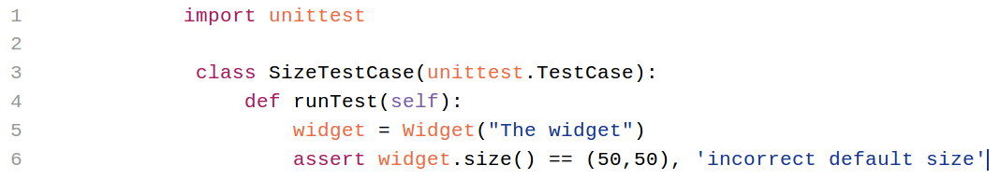 1 import unittest
2
3 class SizeTestCase(unittest.TestCase):
4 def runTest(self):
5 widget = Widget("The widget")
6 assert widget.size() == (50,50), 'incorrect default size'